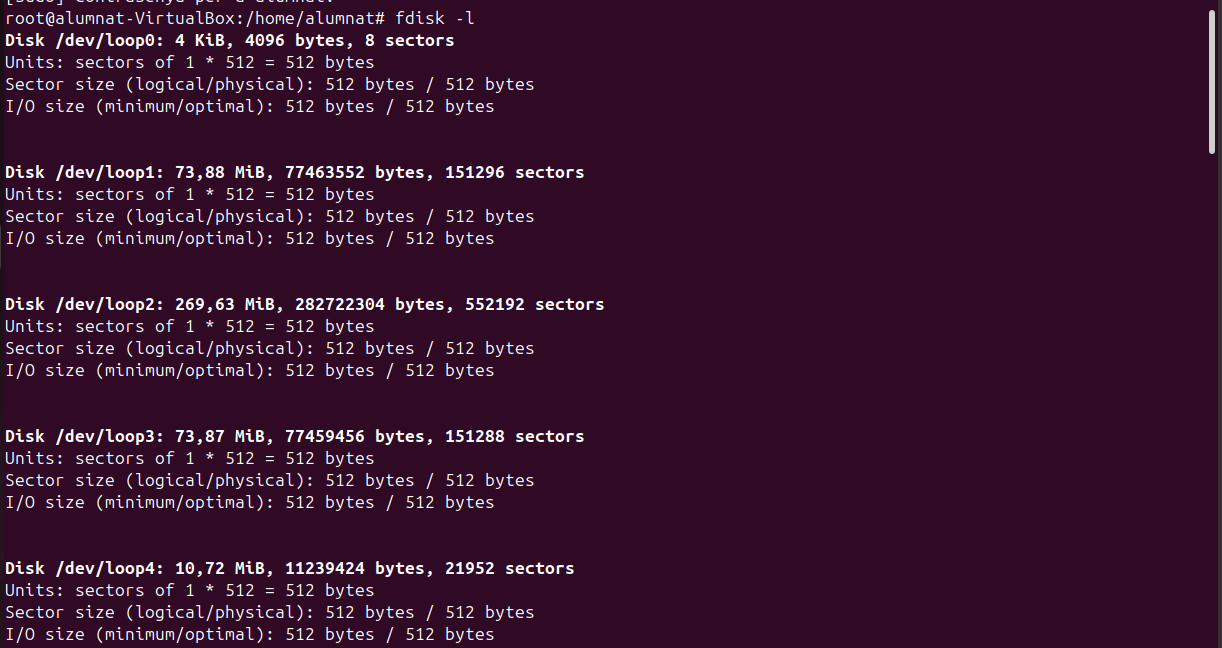 root@alumnat-VirtualBox:/home/alumnat# fdisk -l
Disk /dev/loop0: 4 KiB, 4096 bytes, 8 sectors
Units: sectors of 1 * 512 = 512 bytes
Sector size (logical/physical): 512 bytes / 512 bytes
I/O size (minimum/optimal): 512 bytes / 512 bytes
Disk /dev/loop1: 73,88 MiB, 77463552 bytes, 151296 sectors
Units: sectors of 1 * 512 = 512 bytes
Sector size (logical/physical): 512 bytes / 512 bytes
I/O size (minimum/optimal): 512 bytes / 512 bytes
Disk /dev/loop2: 269,63 MiB, 282722304 bytes, 552192 sectors
Units: sectors of 1 * 512 = 512 bytes
Sector size (logical/physical): 512 bytes / 512 bytes
I/O size (minimum/optimal): 512 bytes / 512 bytes
Disk /dev/loop3: 73,87 MiB, 77459456 bytes, 151288 sectors
Units: sectors of 1 * 512 = 512 bytes
Sector size (logical/physical): 512 bytes / 512 bytes
I/O size (minimum/optimal): 512 bytes / 512 bytes
Disk /dev/loop4: 10,72 MiB, 11239424 bytes, 21952 sectors
Units: sectors of 1 * 512 = 512 bytes
Sector size (logical/physical): 512 bytes / 512 bytes
I/O size (minimum/optimal): 512 bytes / 512 bytes